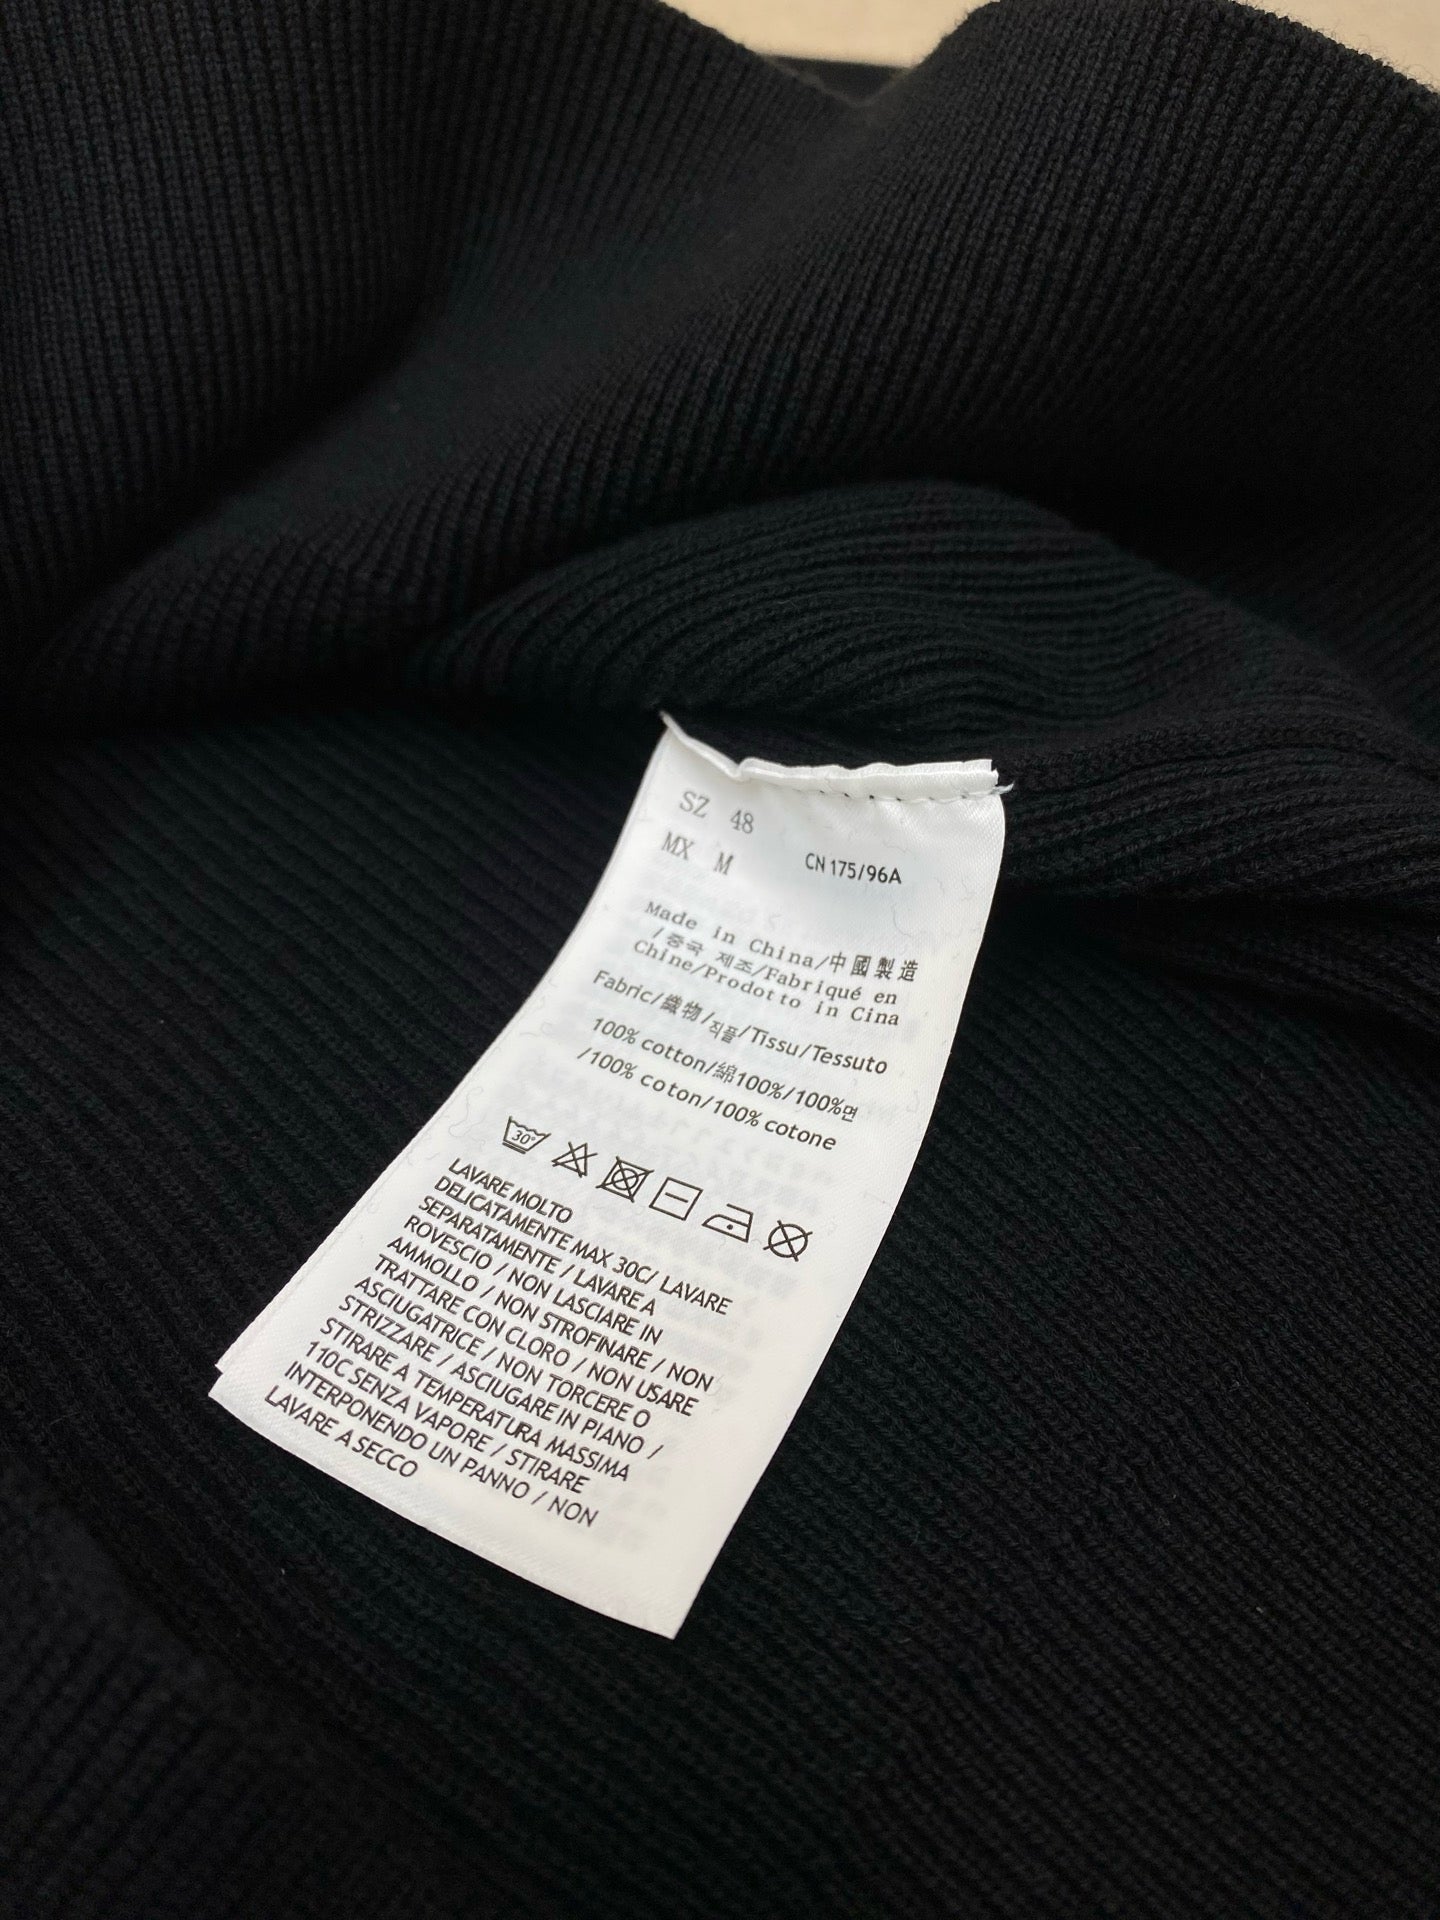 SZ 48
MX M CN 175/96A
Made in China/中國製造
/중국 제조/Fabriqué en
Chine/Prodotto in Cina
Fabric/織物/직플/Tissu/Tessuto
100% cotton/綿100%/100%면
/100% coton/100% cotone
30°
LAVARE MOLTO
DELICATAMENTE MAX 30C/ LAVARE
SEPARATAMENTE / LAVARE A
ROVESCIO / NON LASCIARE IN
AMMOLLO / NON STROFINARE / NON
TRATTARE CON CLORO / NON USARE
ASCIUGATRICE / NON TORCERE O
STRIZZARE / ASCIUGARE IN PIANO /
STIRARE A TEMPERATURA MASSIMA
110C SENZA VAPORE / STIRARE
INTERPONENDO UN PANNO / NON
LAVARE A SECCO